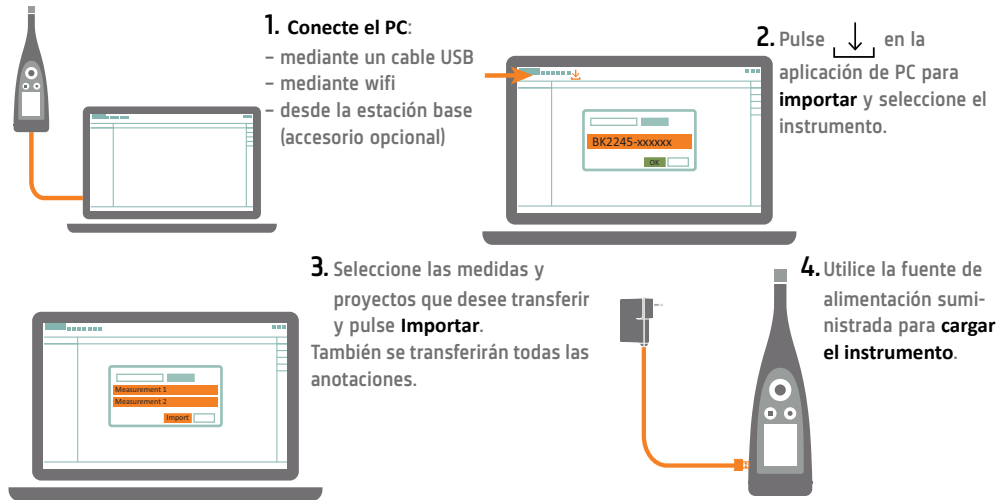 1. Conecte el PC:
– mediante un cable USB
– mediante wifi
– desde la estación base
(accesorio opcional)
2. Pulse en la
aplicación de PC para
importar y seleccione el
instrumento.
BK2245-xxxxxx
OK
3. Seleccione las medidas y
proyectos que desee transferir
y pulse Importar.
También se transferirán todas las
anotaciones.
Measurement 1
Measurement 2
Import
4. Utilice la fuente de
alimentación sumi-
nistrada para cargar
el instrumento.